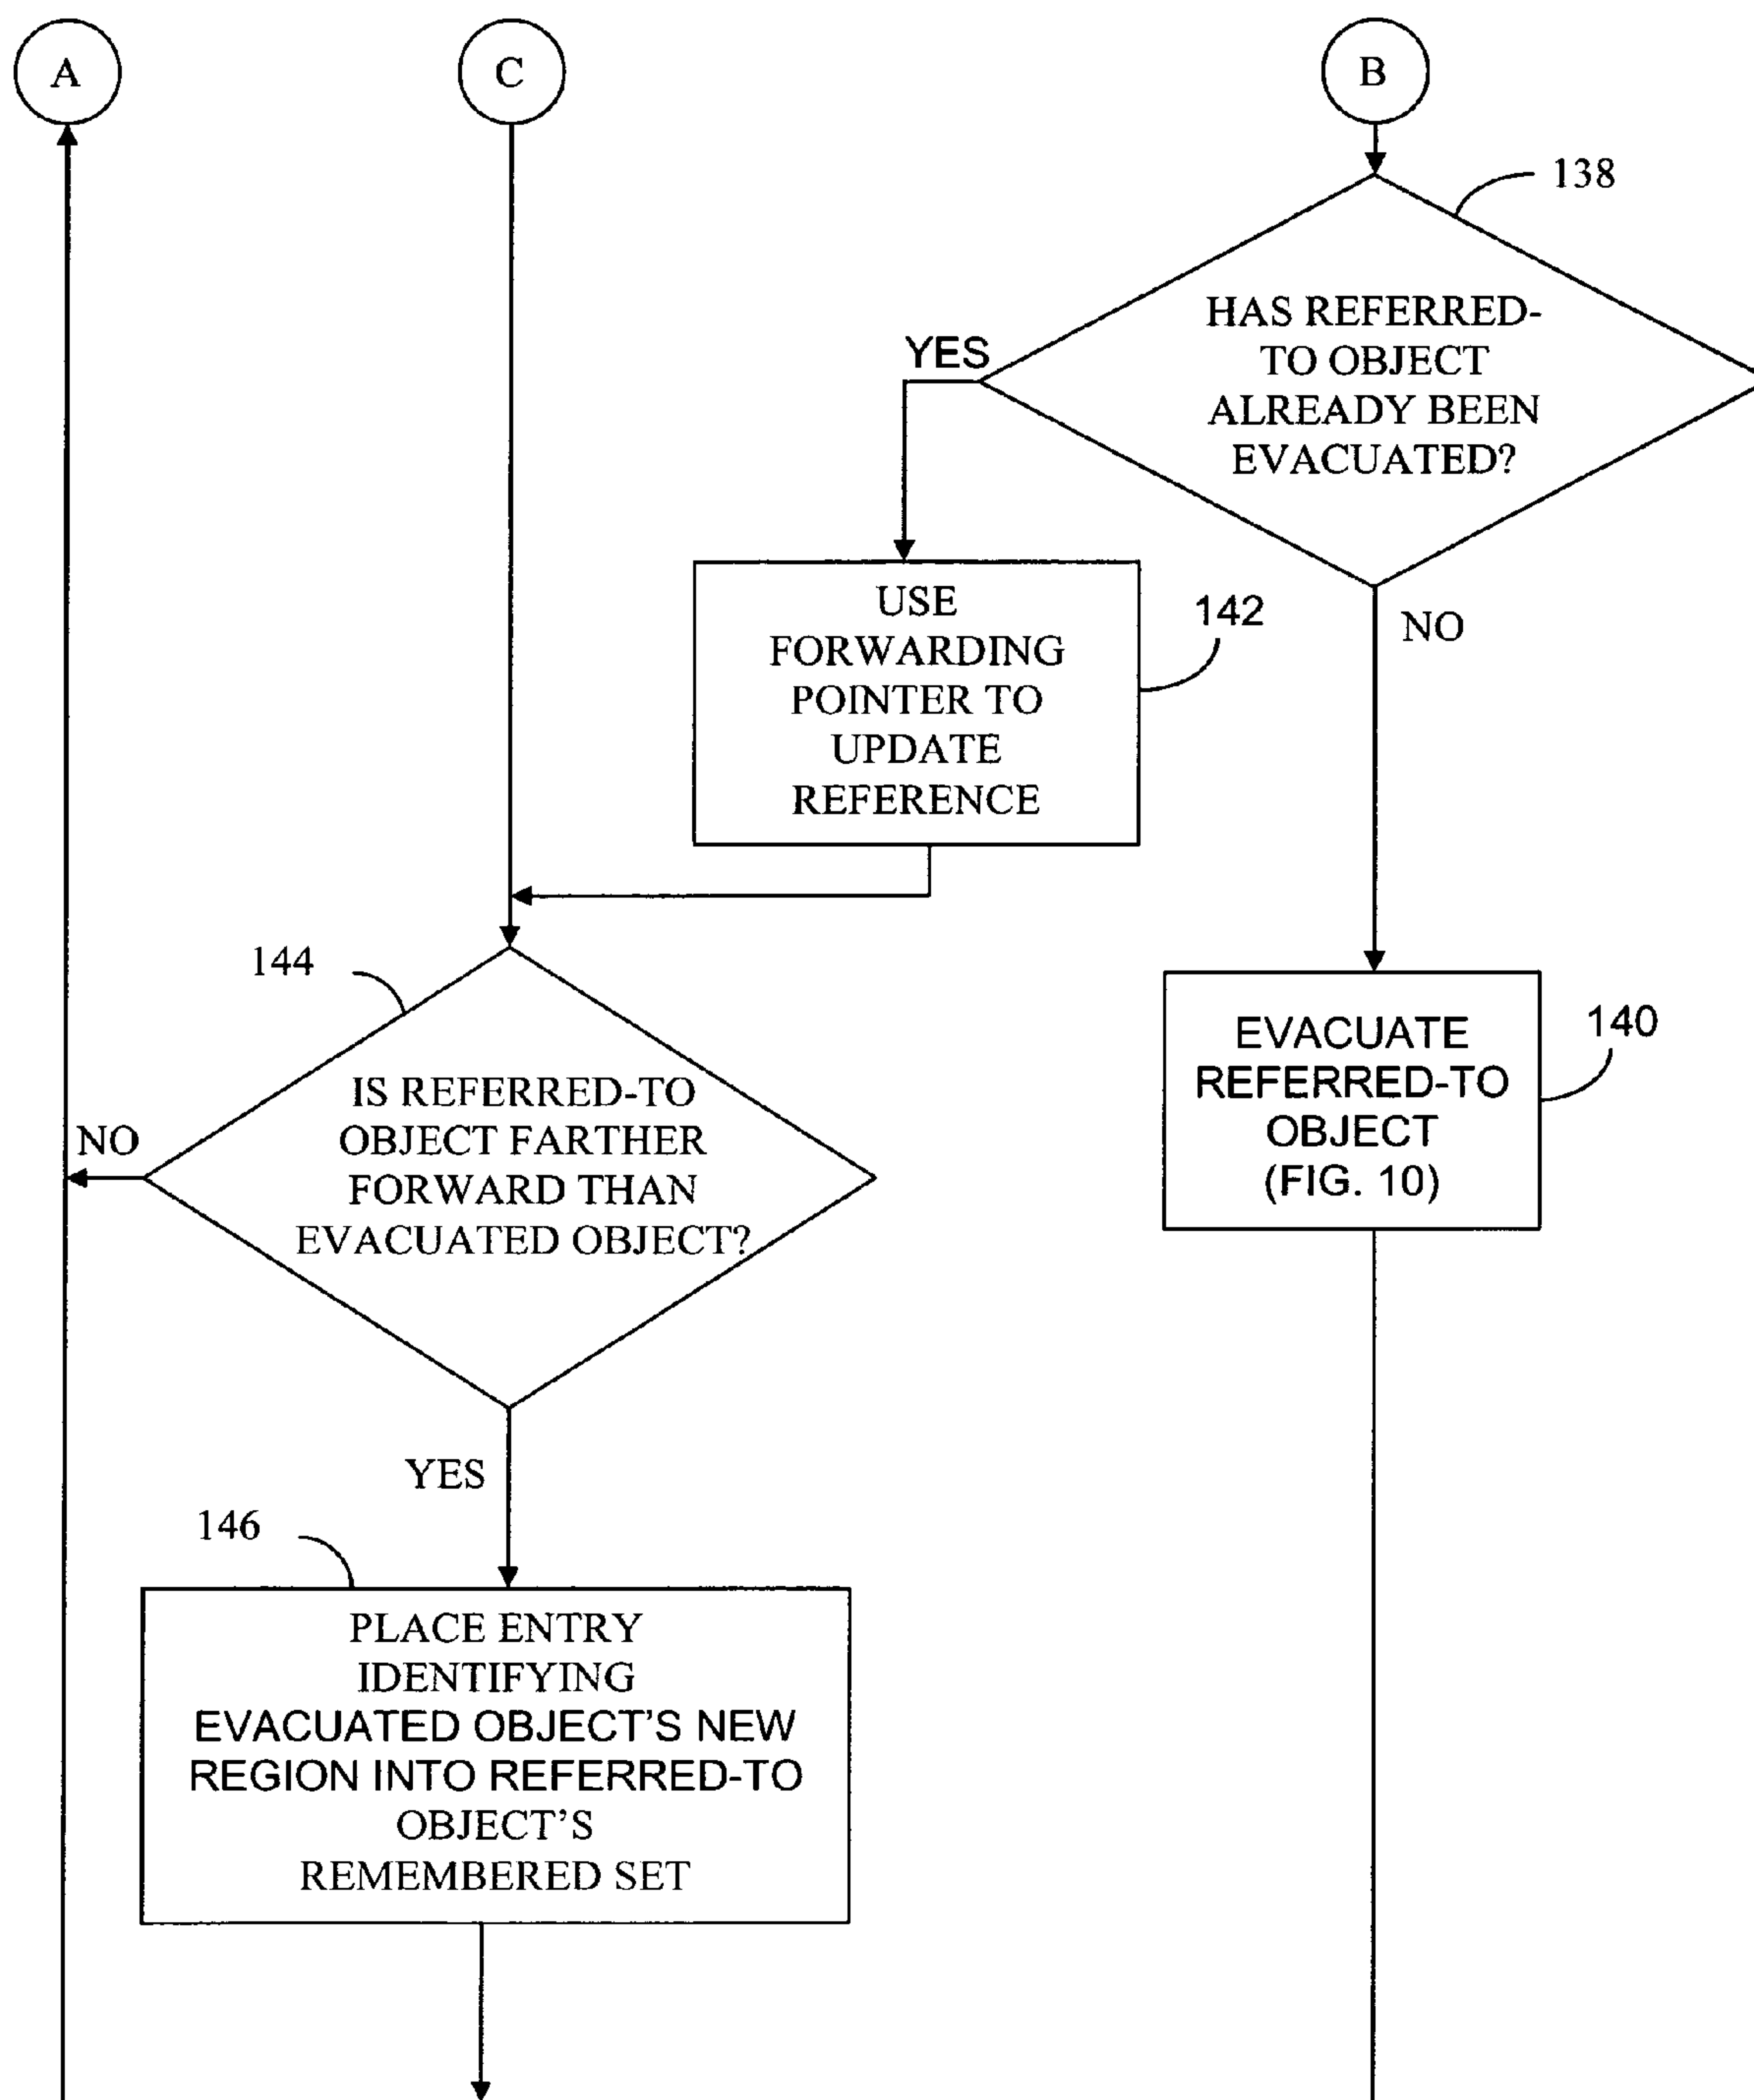 A
C
B
138
HAS REFERRED-
TO OBJECT
ALREADY BEEN
EVACUATED?
YES
NO
USE
FORWARDING
POINTER TO
UPDATE
REFERENCE
142
144
IS REFERRED-TO
OBJECT FARTHER
FORWARD THAN
EVACUATED OBJECT?
NO
YES
EVACUATE
REFERRED-TO
OBJECT
(FIG. 10)
140
146
PLACE ENTRY
IDENTIFYING
EVACUATED OBJECT'S NEW
REGION INTO REFERRED-TO
OBJECT'S
REMEMBERED SET